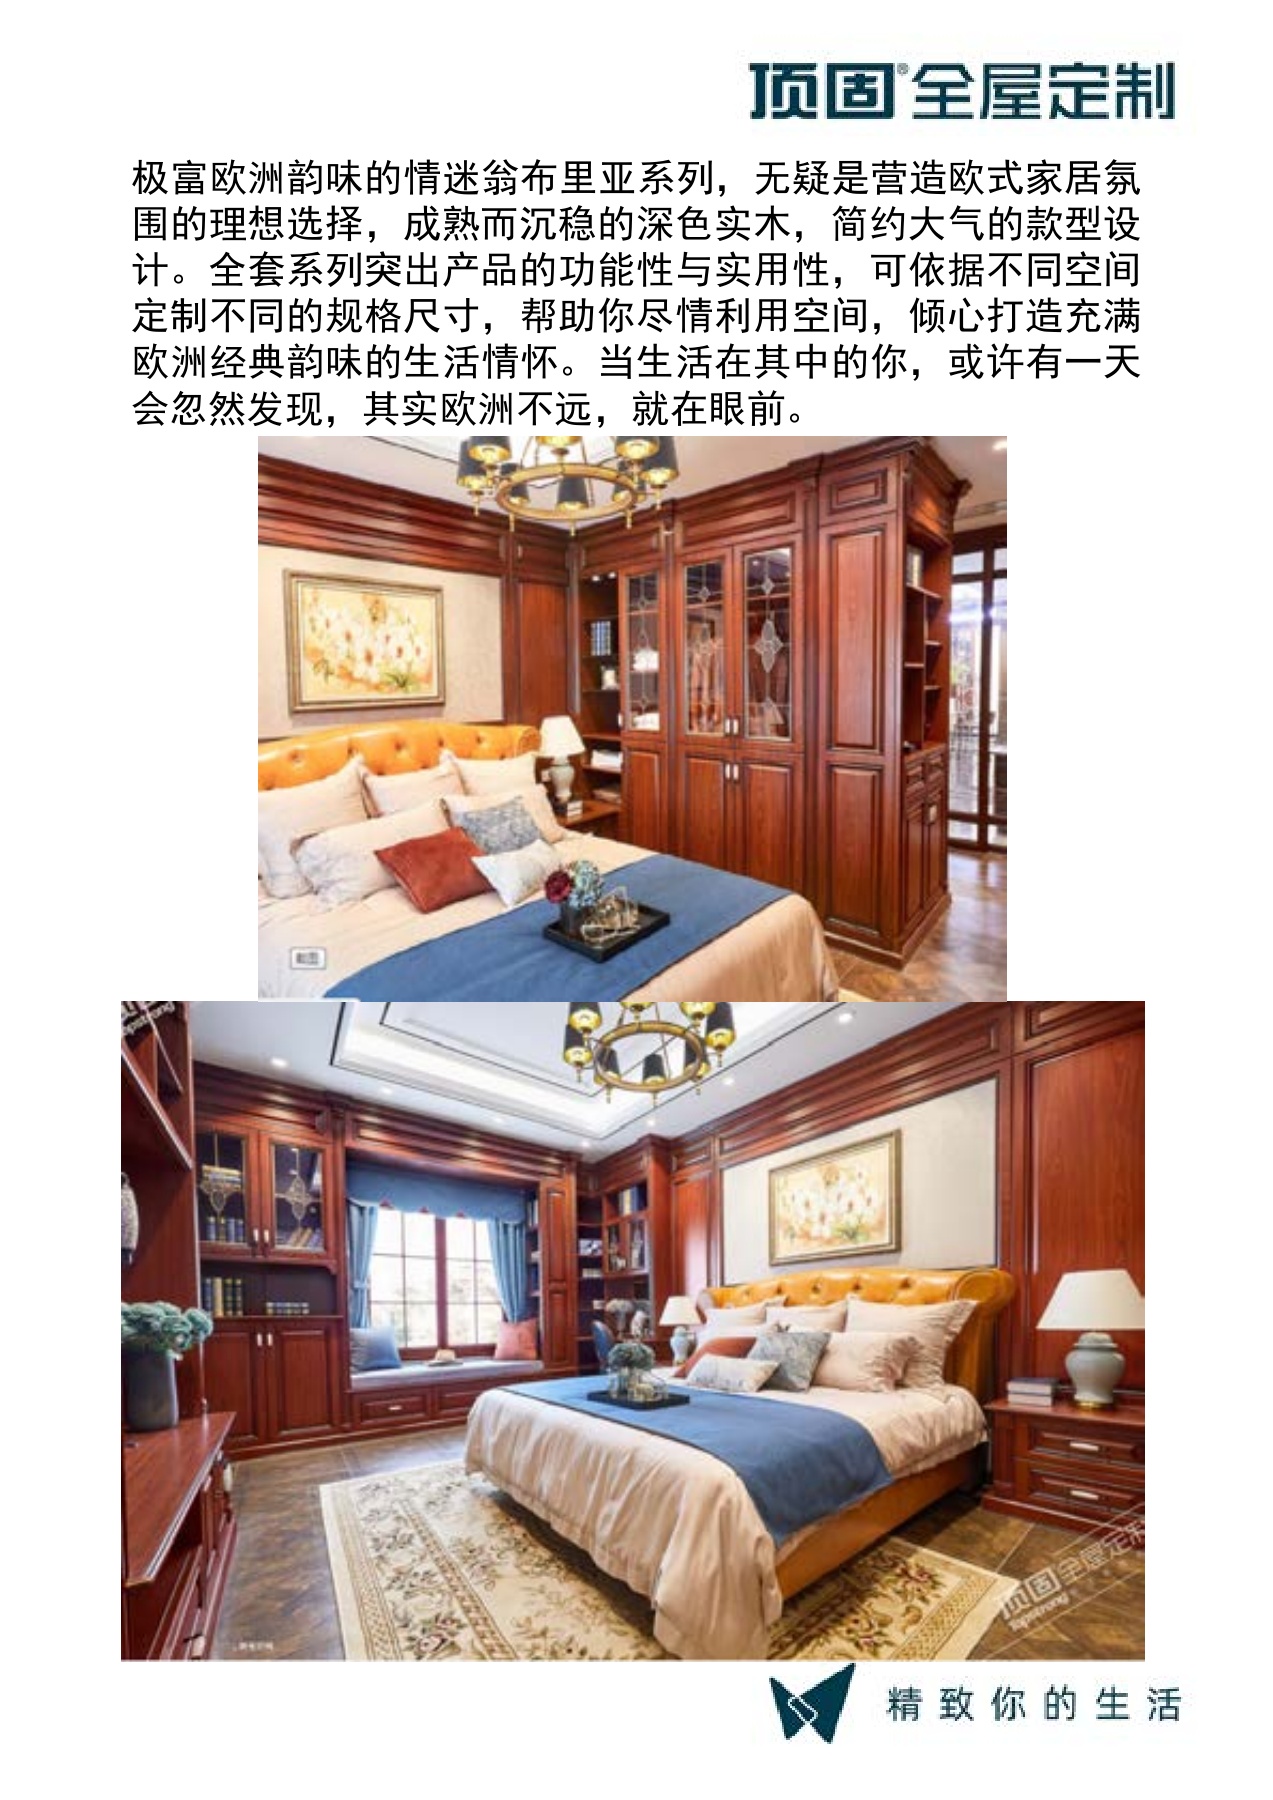 顶固®全屋定制
极富欧洲韵味的情迷翁布里亚系列，无疑是营造欧式家居氛
围的理想选择，成熟而沉稳的深色实木，简约大气的款型设
计。全套系列突出产品的功能性与实用性，可依据不同空间
定制不同的规格尺寸，帮助你尽情利用空间，倾心打造充满
欧洲经典韵味的生活情怀。当生活在其中的你，或许有一天
会忽然发现，其实欧洲不远，就在眼前。
截图
顶固全屋定制
topstrong
精致你的生活